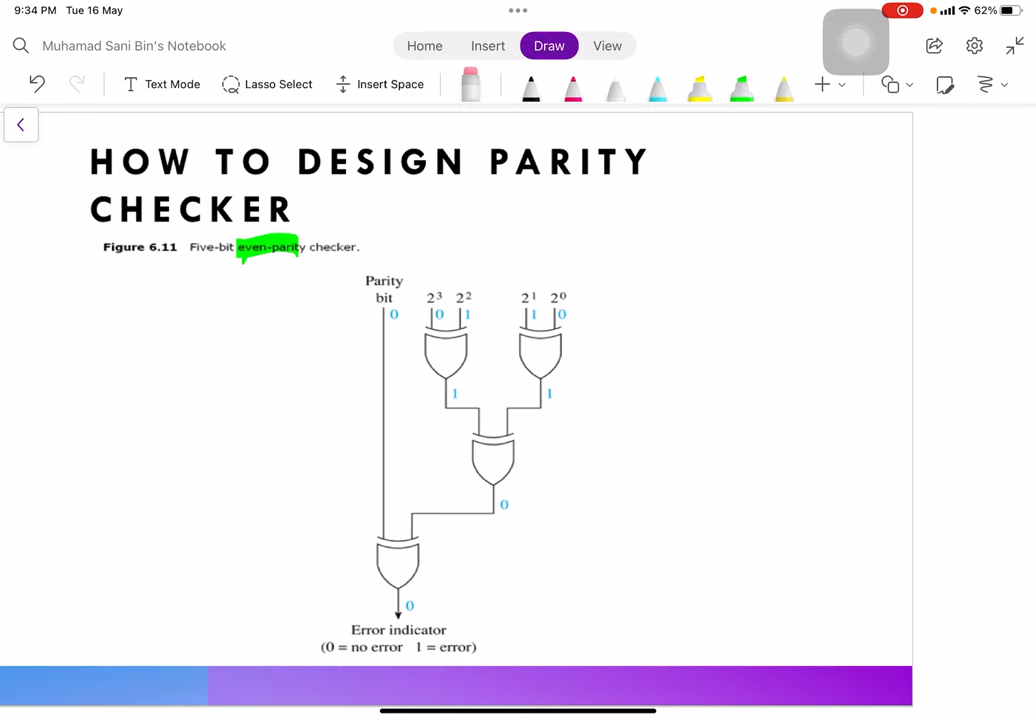 9:34 PM Tue 16 May
62%
Muhamad Sani Bin's Notebook
Home Insert Draw View
Text Mode Lasso Select Insert Space
HOW TO DESIGN PARITY
CHECKER
Figure 6.11 Five-bit even-parity checker.
Parity
bit 2³ 2² 2¹ 2⁰
0 0 1 1 0
1 1
0
0
Error indicator
(0 = no error 1 = error)